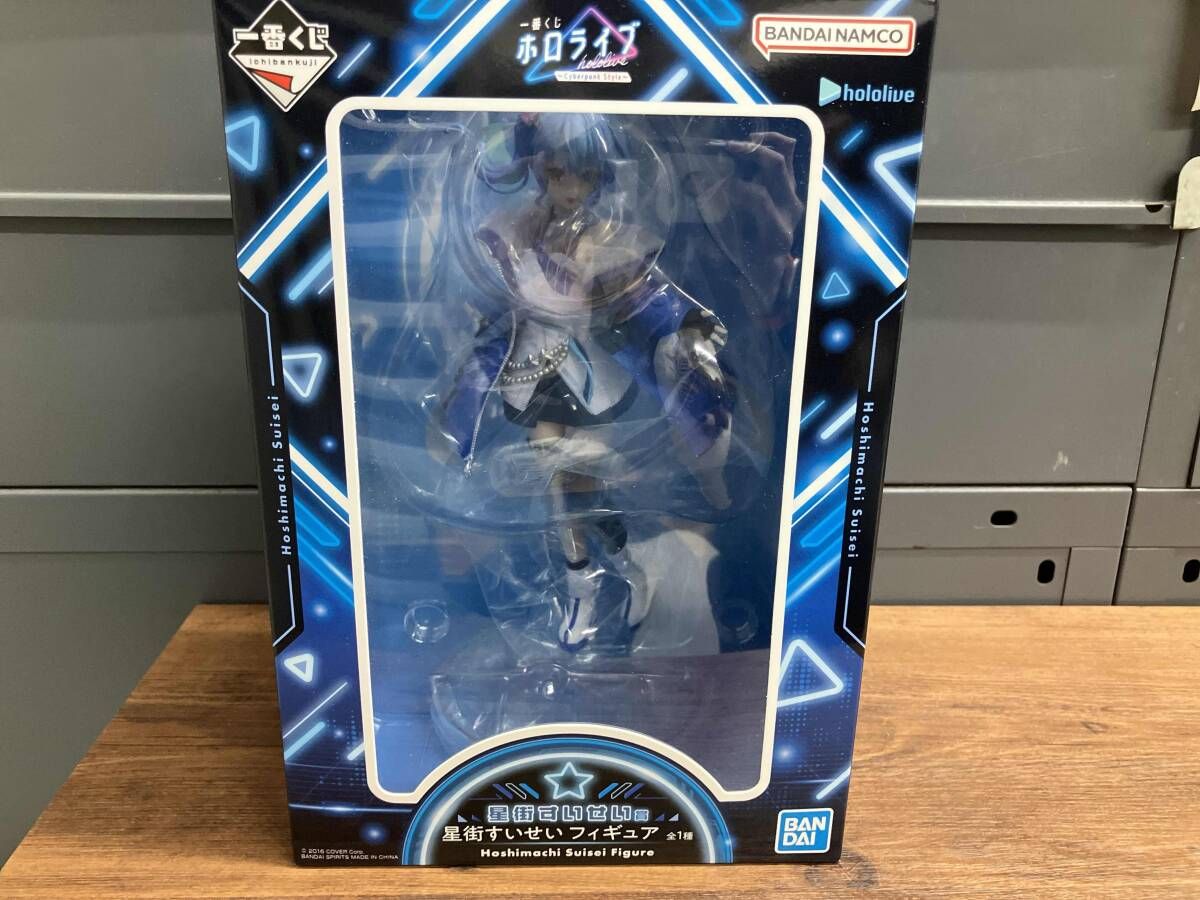 一番くじ
ichibankuji
一番くじ
ホロライブ
hololive
～Cyberpunk Style～
BANDAI NAMCO
hololive
Hoshimachi Suisei
Hoshimachi Suisei
星街すいせい賞
星街すいせい フィギュア 全1種
Hoshimachi Suisei Figure
© 2016 COVER Corp.
BANDAI SPIRITS MADE IN CHINA
BAN
DAI